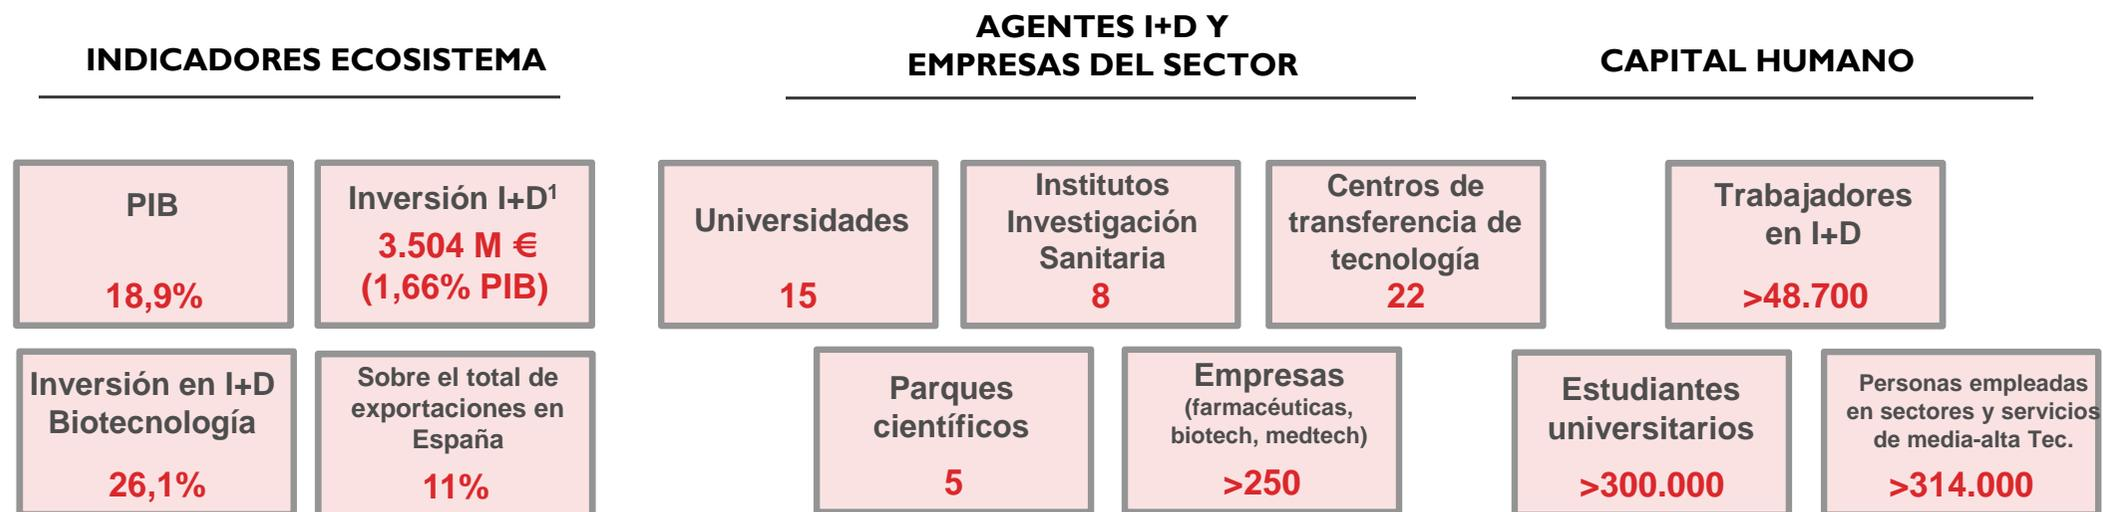 INDICADORES ECOSISTEMA
PIB
18,9%
Inversión I+D¹
3.504 M €
(1,66% PIB)
Inversión en I+D
Biotecnología
26,1%
Sobre el total de
exportaciones en
España
11%
AGENTES I+D Y
EMPRESAS DEL SECTOR
Universidades
15
Institutos
Investigación
Sanitaria
8
Centros de
transferencia de
tecnología
22
Parques
científicos
5
Empresas
(farmacéuticas,
biotech, medtech)
>250
CAPITAL HUMANO
Trabajadores
en I+D
>48.700
Estudiantes
universitarios
>300.000
Personas empleadas
en sectores y servicios
de media-alta Tec.
>314.000